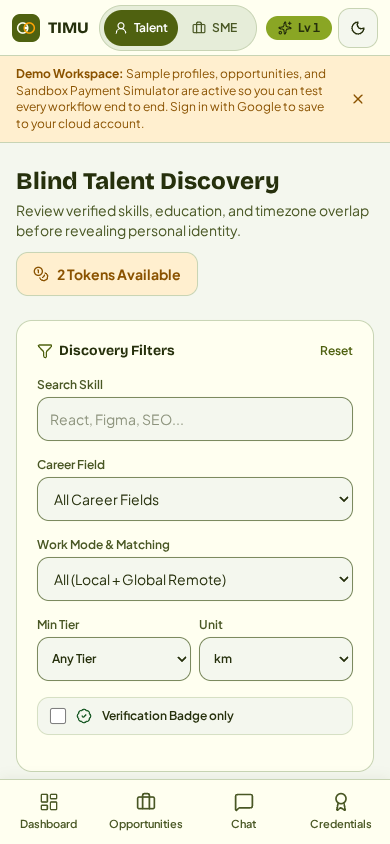 TIMU
Talent
SME
Lv 1
Demo Workspace: Sample profiles, opportunities, and
Sandbox Payment Simulator are active so you can test
every workflow end to end. Sign in with Google to save
to your cloud account.
Blind Talent Discovery
Review verified skills, education, and timezone overlap
before revealing personal identity.
2 Tokens Available
Discovery Filters
Reset
Search Skill
React, Figma, SEO...
Career Field
All Career Fields
Work Mode & Matching
All (Local + Global Remote)
Min Tier
Unit
Any Tier
km
Verification Badge only
Dashboard
Opportunities
Chat
Credentials